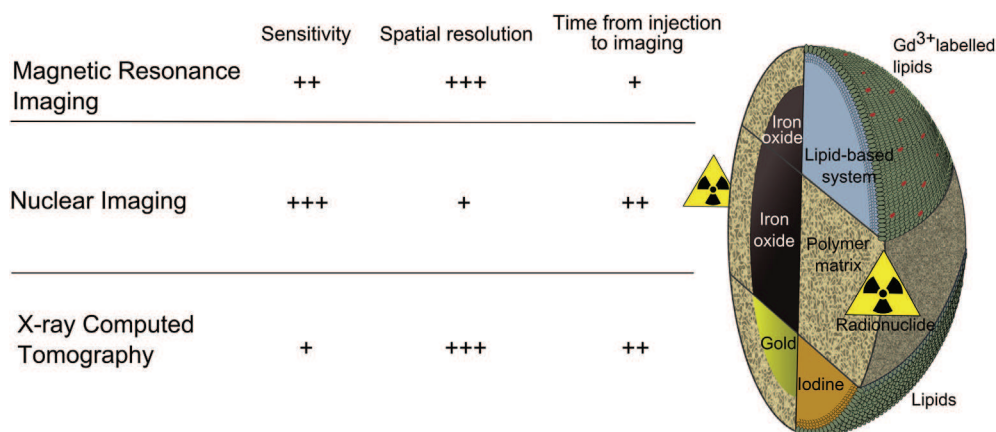 Sensitivity
Spatial resolution
Time from injection
to imaging
Magnetic Resonance
Imaging
++
+++
+
Nuclear Imaging
+++
+
++
X-ray Computed
Tomography
+
+++
++
Gd3+labelled
lipids
Iron
oxide
Lipid-based
system
Iron
oxide
Polymer
matrix
Radionuclide
Gold
Iodine
Lipids